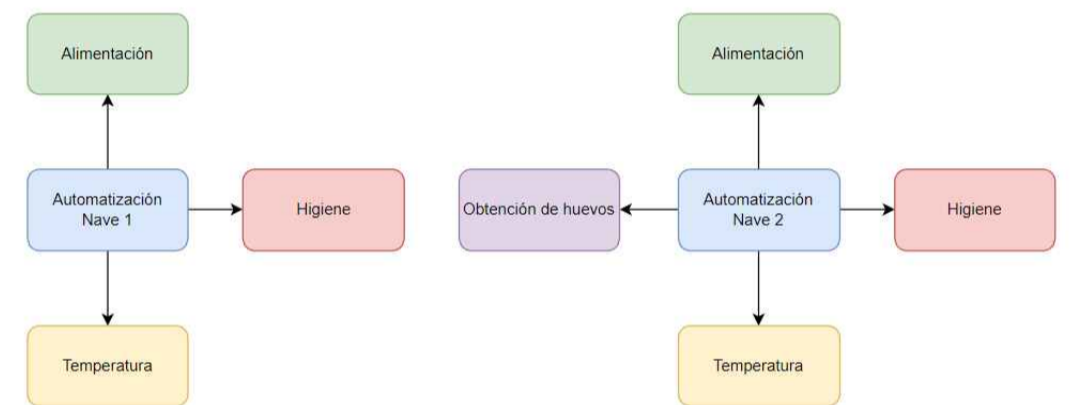 Alimentación
Alimentación
Automatización
Nave 1
Higiene
Obtención de huevos
Automatización
Nave 2
Higiene
Temperatura
Temperatura